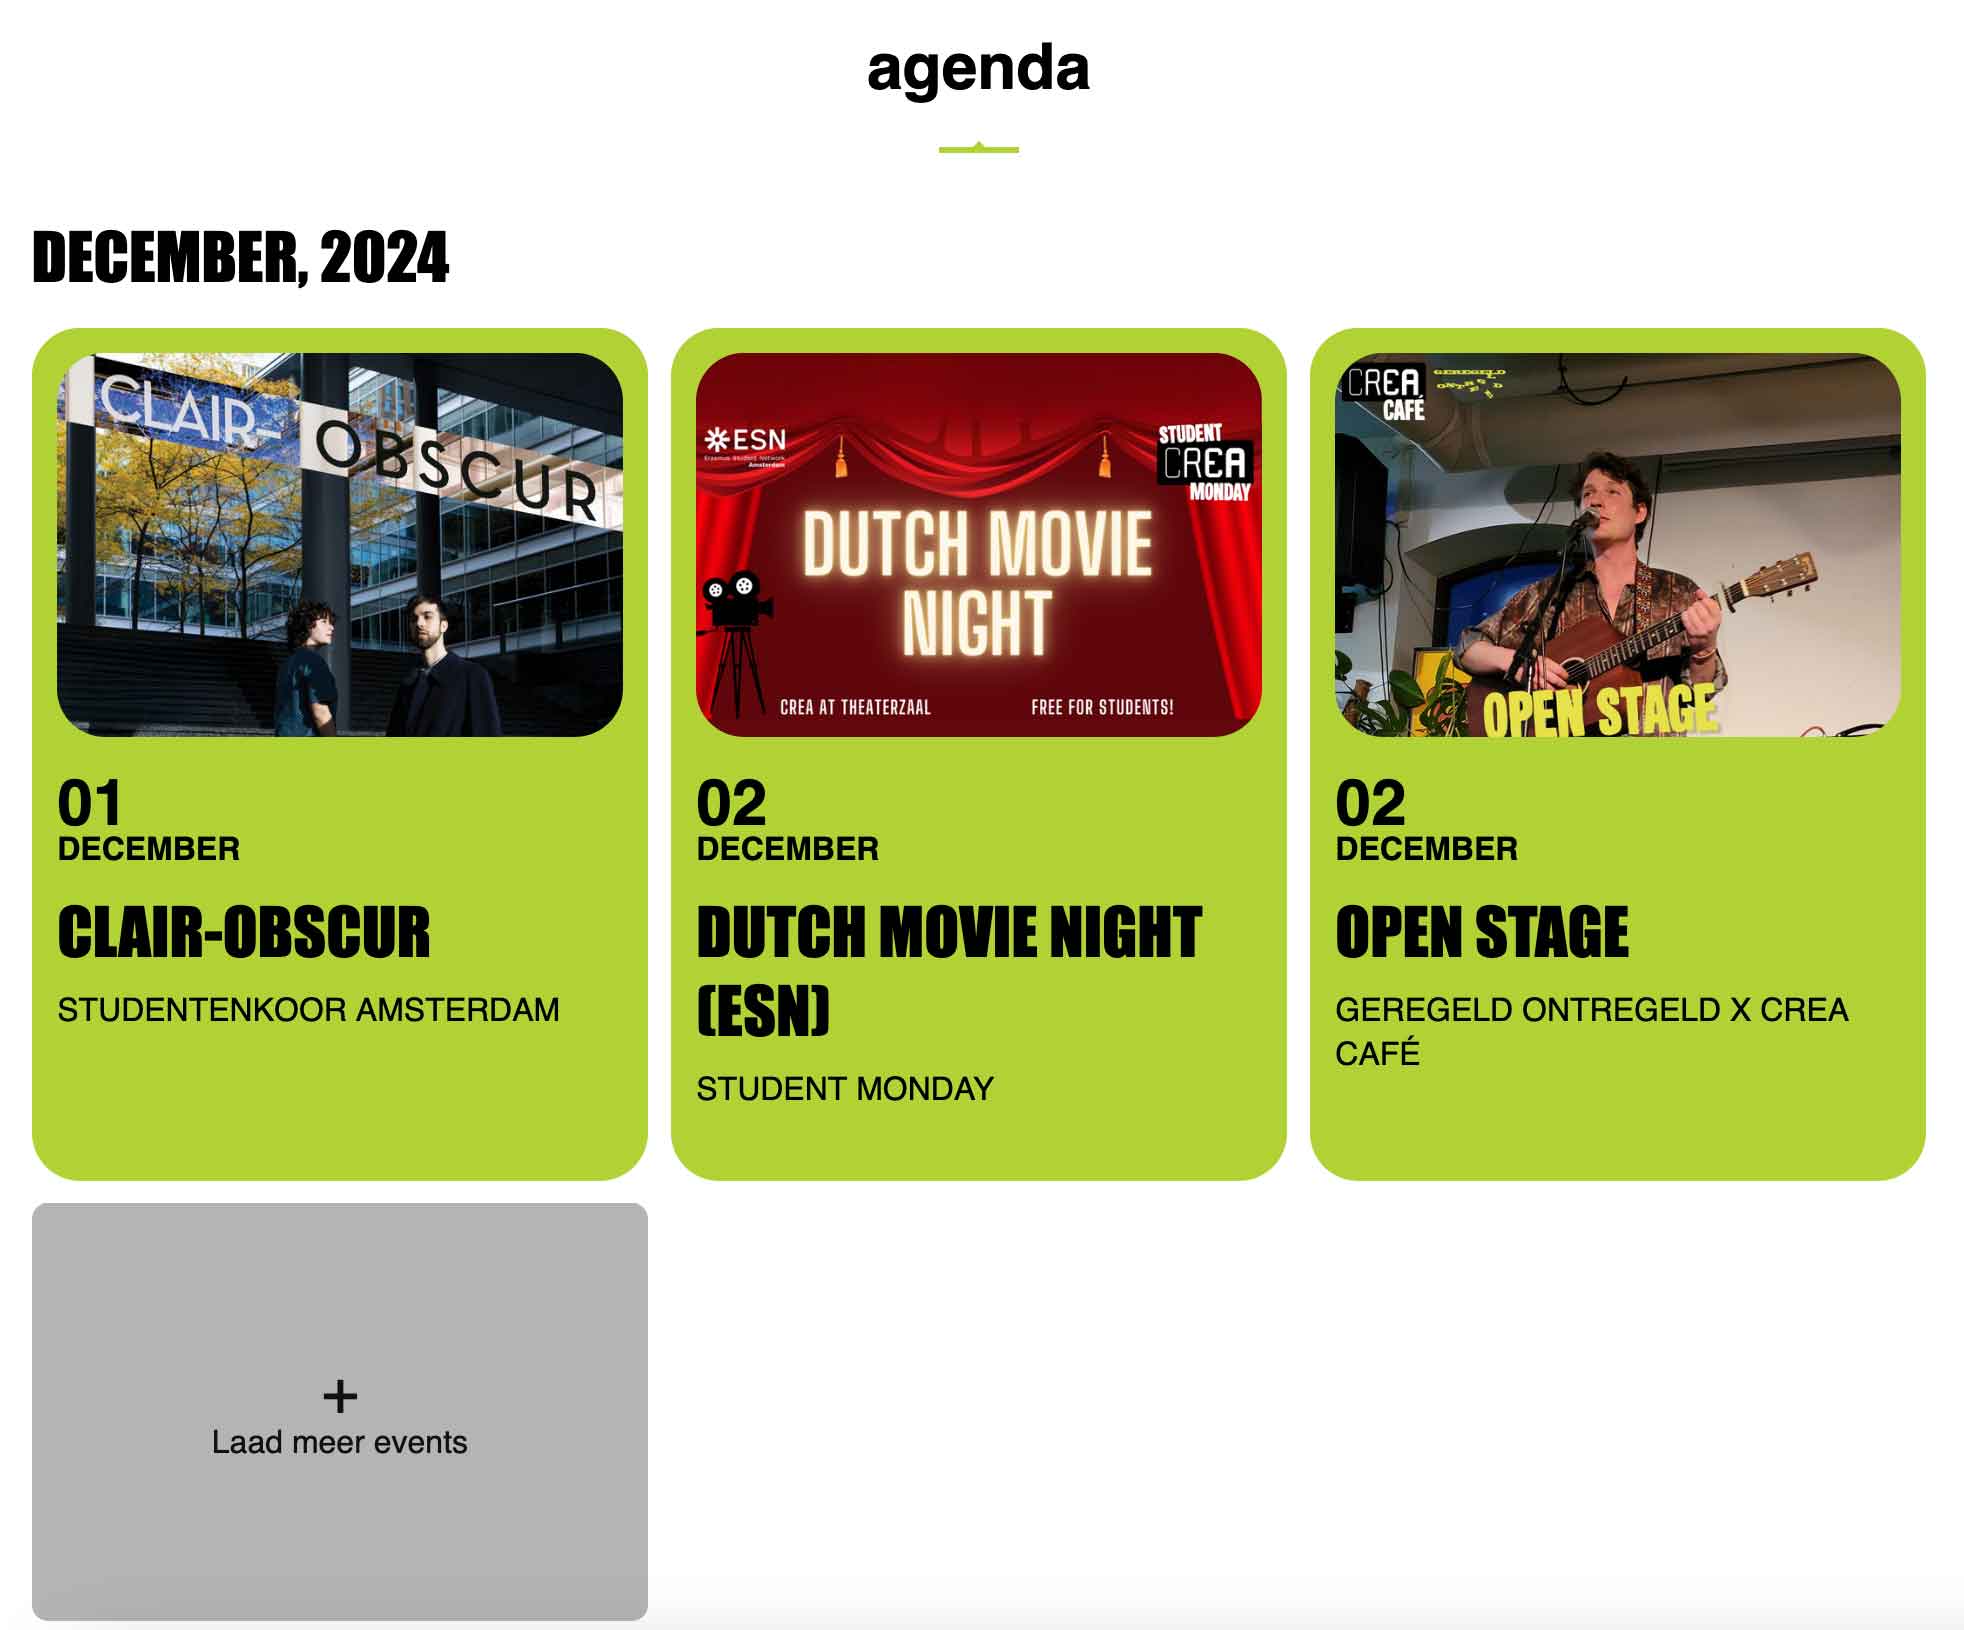 agenda
DECEMBER, 2024
CLAIR-
OBSCUR
01
DECEMBER
CLAIR-OBSCUR
STUDENTENKOOR AMSTERDAM
ESN
Erasmus Student Network
Amsterdam
STUDENT
CREA
MONDAY
DUTCH MOVIE
NIGHT
CREA AT THEATERZAAL
FREE FOR STUDENTS!
02
DECEMBER
DUTCH MOVIE NIGHT
(ESN)
STUDENT MONDAY
CREA
CAFÉ
GEREGELD
OPEN STAGE
02
DECEMBER
OPEN STAGE
GEREGELD ONTREGELD X CREA
CAFÉ
+
Laad meer events